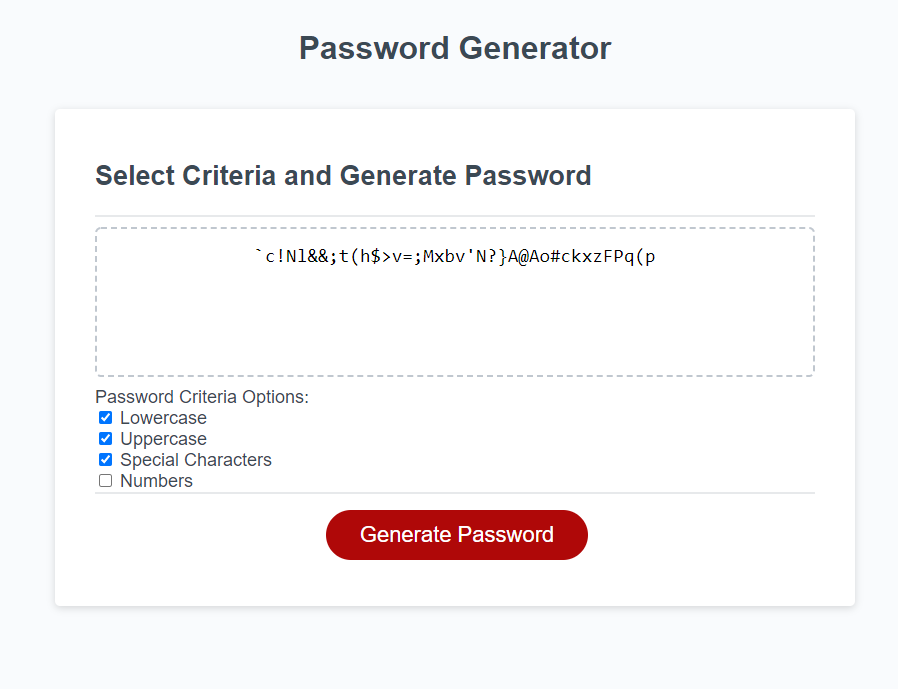 Password Generator
Select Criteria and Generate Password
`c!Nl&&;t(h$>v=;Mxbv'N?}A@Ao#ckxzFPq(p
Password Criteria Options:
Lowercase
Uppercase
Special Characters
Numbers
Generate Password